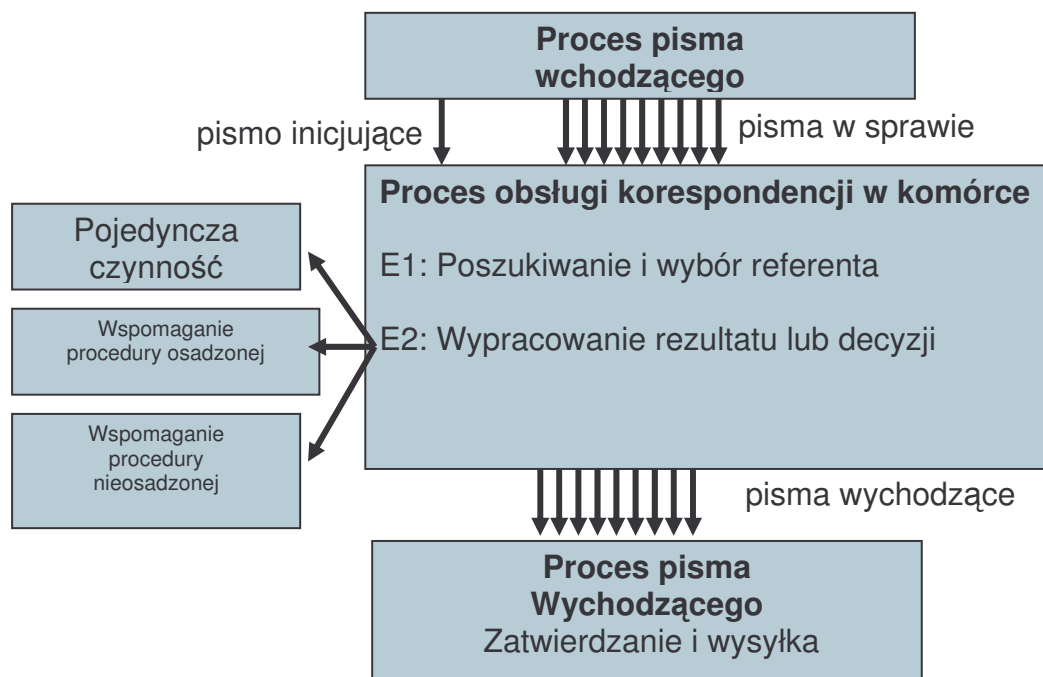 Proces pisma
wchodzącego
pismo inicjujące
pisma w sprawie
Proces obsługi korespondencji w komórce
E1: Poszukiwanie i wybór referenta
E2: Wypracowanie rezultatu lub decyzji
Pojedyncza
czynność
Wspomaganie
procedury osadzonej
Wspomaganie
procedury
nieosadzonej
pisma wychodzące
Proces pisma
Wychodzącego
Zatwierdzanie i wysyłka